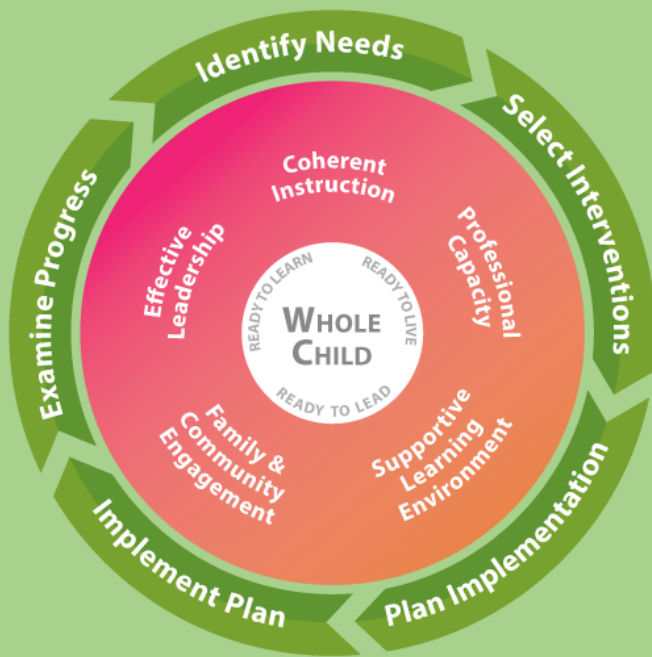 Identify Needs
Select Interventions
Plan Implementation
Implement Plan
Examine Progress
Coherent
Instruction
Professional
Capacity
Supportive
Learning
Environment
Family &
Community
Engagement
Effective
Leadership
READY TO LEARN
READY TO LIVE
READY TO LEAD
WHOLE
CHILD